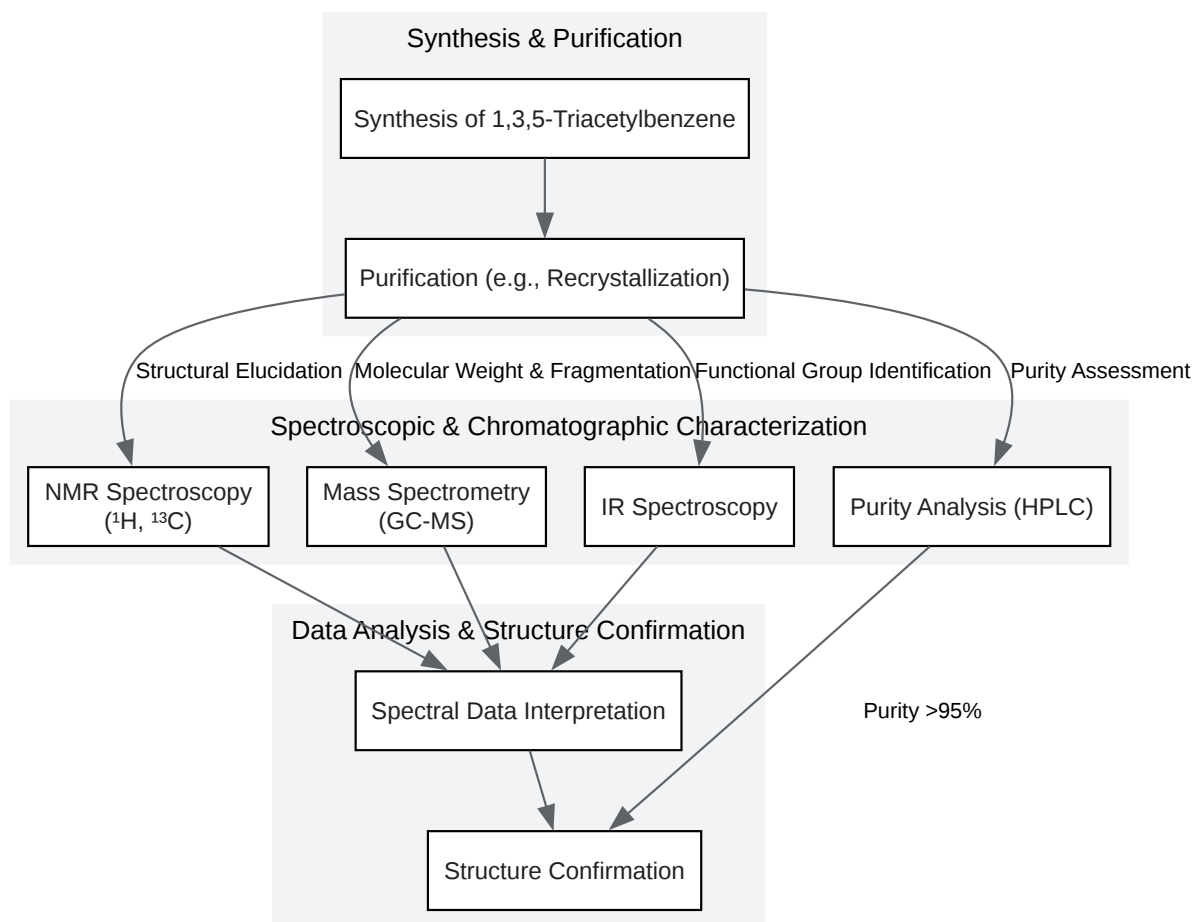 Synthesis & Purification
Synthesis of 1,3,5-Triacetylbenzene
Purification (e.g., Recrystallization)
Structural Elucidation
Molecular Weight & Fragmentation
Functional Group Identification
Purity Assessment
Spectroscopic & Chromatographic Characterization
NMR Spectroscopy
(¹H, ¹³C)
Mass Spectrometry
(GC-MS)
IR Spectroscopy
Purity Analysis (HPLC)
Data Analysis & Structure Confirmation
Spectral Data Interpretation
Purity >95%
Structure Confirmation